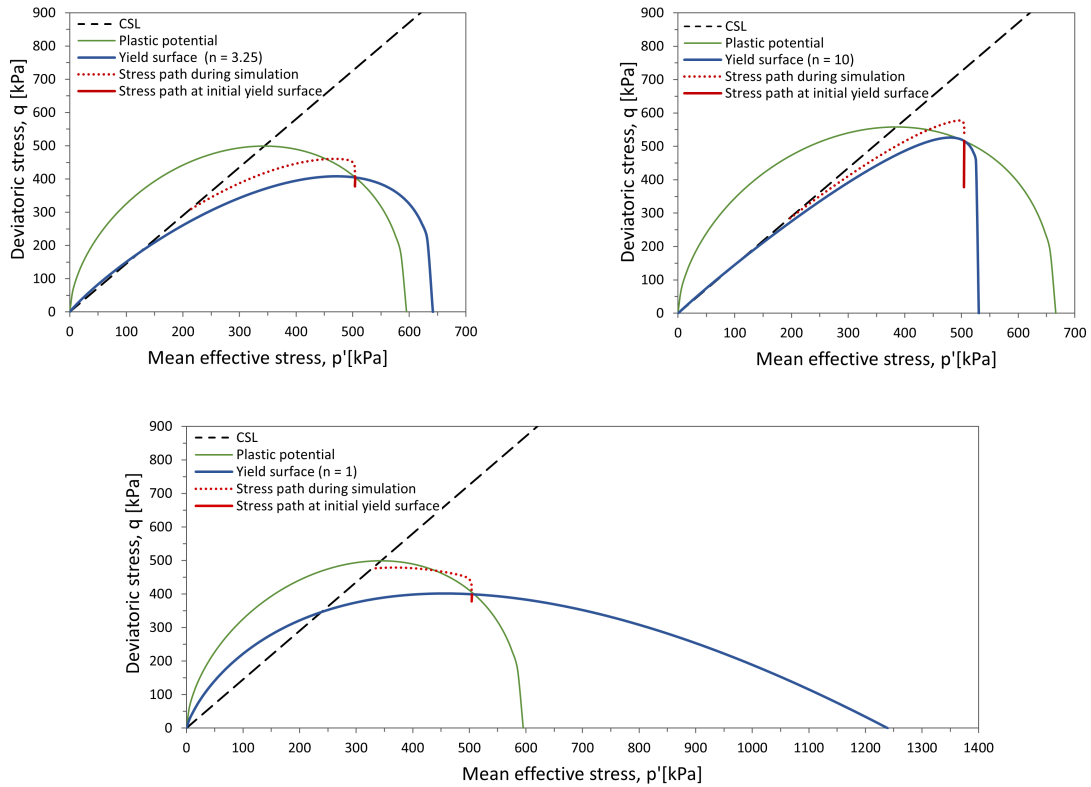 900
800
700
600
500
400
300
200
100
0
Deviatoric stress, q [kPa]
CSL
Plastic potential
Yield surface (n = 3.25)
Stress path during simulation
Stress path at initial yield surface
0 100 200 300 400 500 600 700
Mean effective stress, p'[kPa]
900
800
700
600
500
400
300
200
100
0
Deviatoric stress, q [kPa]
CSL
Plastic potential
Yield surface (n = 10)
Stress path during simulation
Stress path at initial yield surface
0 100 200 300 400 500 600 700
Mean effective stress, p'[kPa]
900
800
700
600
500
400
300
200
100
0
Deviatoric stress, q [kPa]
CSL
Plastic potential
Yield surface (n = 1)
Stress path during simulation
Stress path at initial yield surface
0 100 200 300 400 500 600 700 800 900 1000 1100 1200 1300 1400
Mean effective stress, p'[kPa]